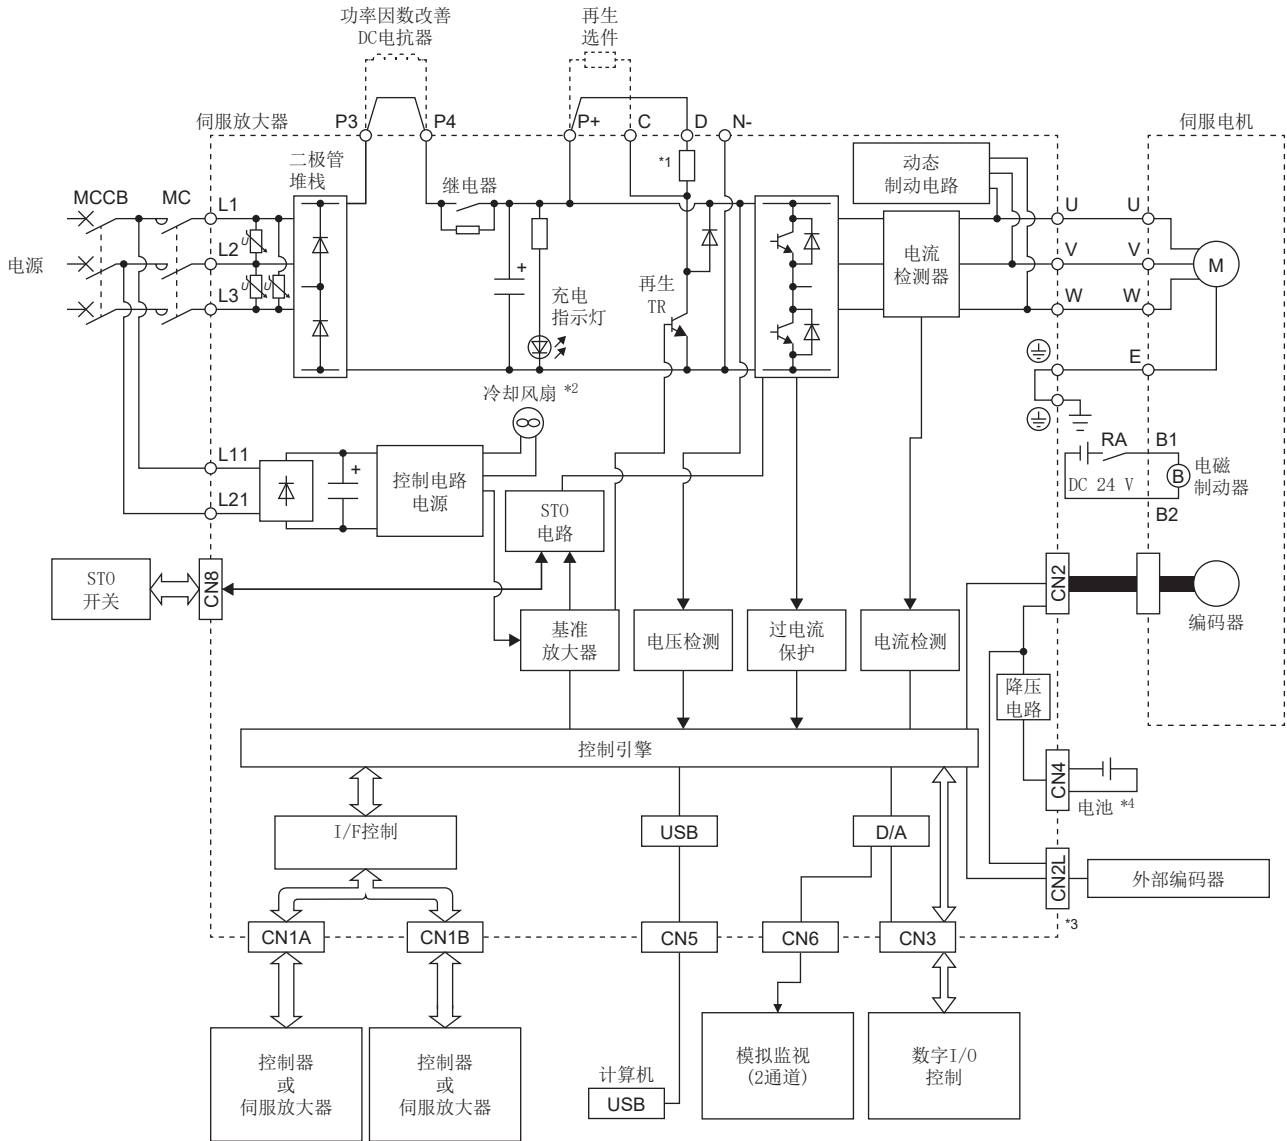 功率因数改善
DC电抗器
再生
选件
伺服放大器
P3
P4
P+
C
D
N-
伺服电机
二极管
堆栈
继电器
*1
动态
制动电路
MCCB
MC
L1
U
U
电源
L2
V
V
M
L3
W
W
U
U
U
+
充电
指示灯
再生
TR
电流
检测器
E
冷却风扇 *2
L11
L21
+
控制电路
电源
STO
电路
RA
DC 24 V
B1
B
B2
电磁
制动器
STO
开关
CN8
CN2
编码器
基准
放大器
电压检测
过电流
保护
电流检测
降压
电路
控制引擎
CN4
电池 *4
I/F控制
USB
D/A
CN2L
外部编码器
*3
CN1A
CN1B
CN5
CN6
CN3
控制器
或
伺服放大器
控制器
或
伺服放大器
计算机
USB
模拟监视
(2通道)
数字I/O
控制